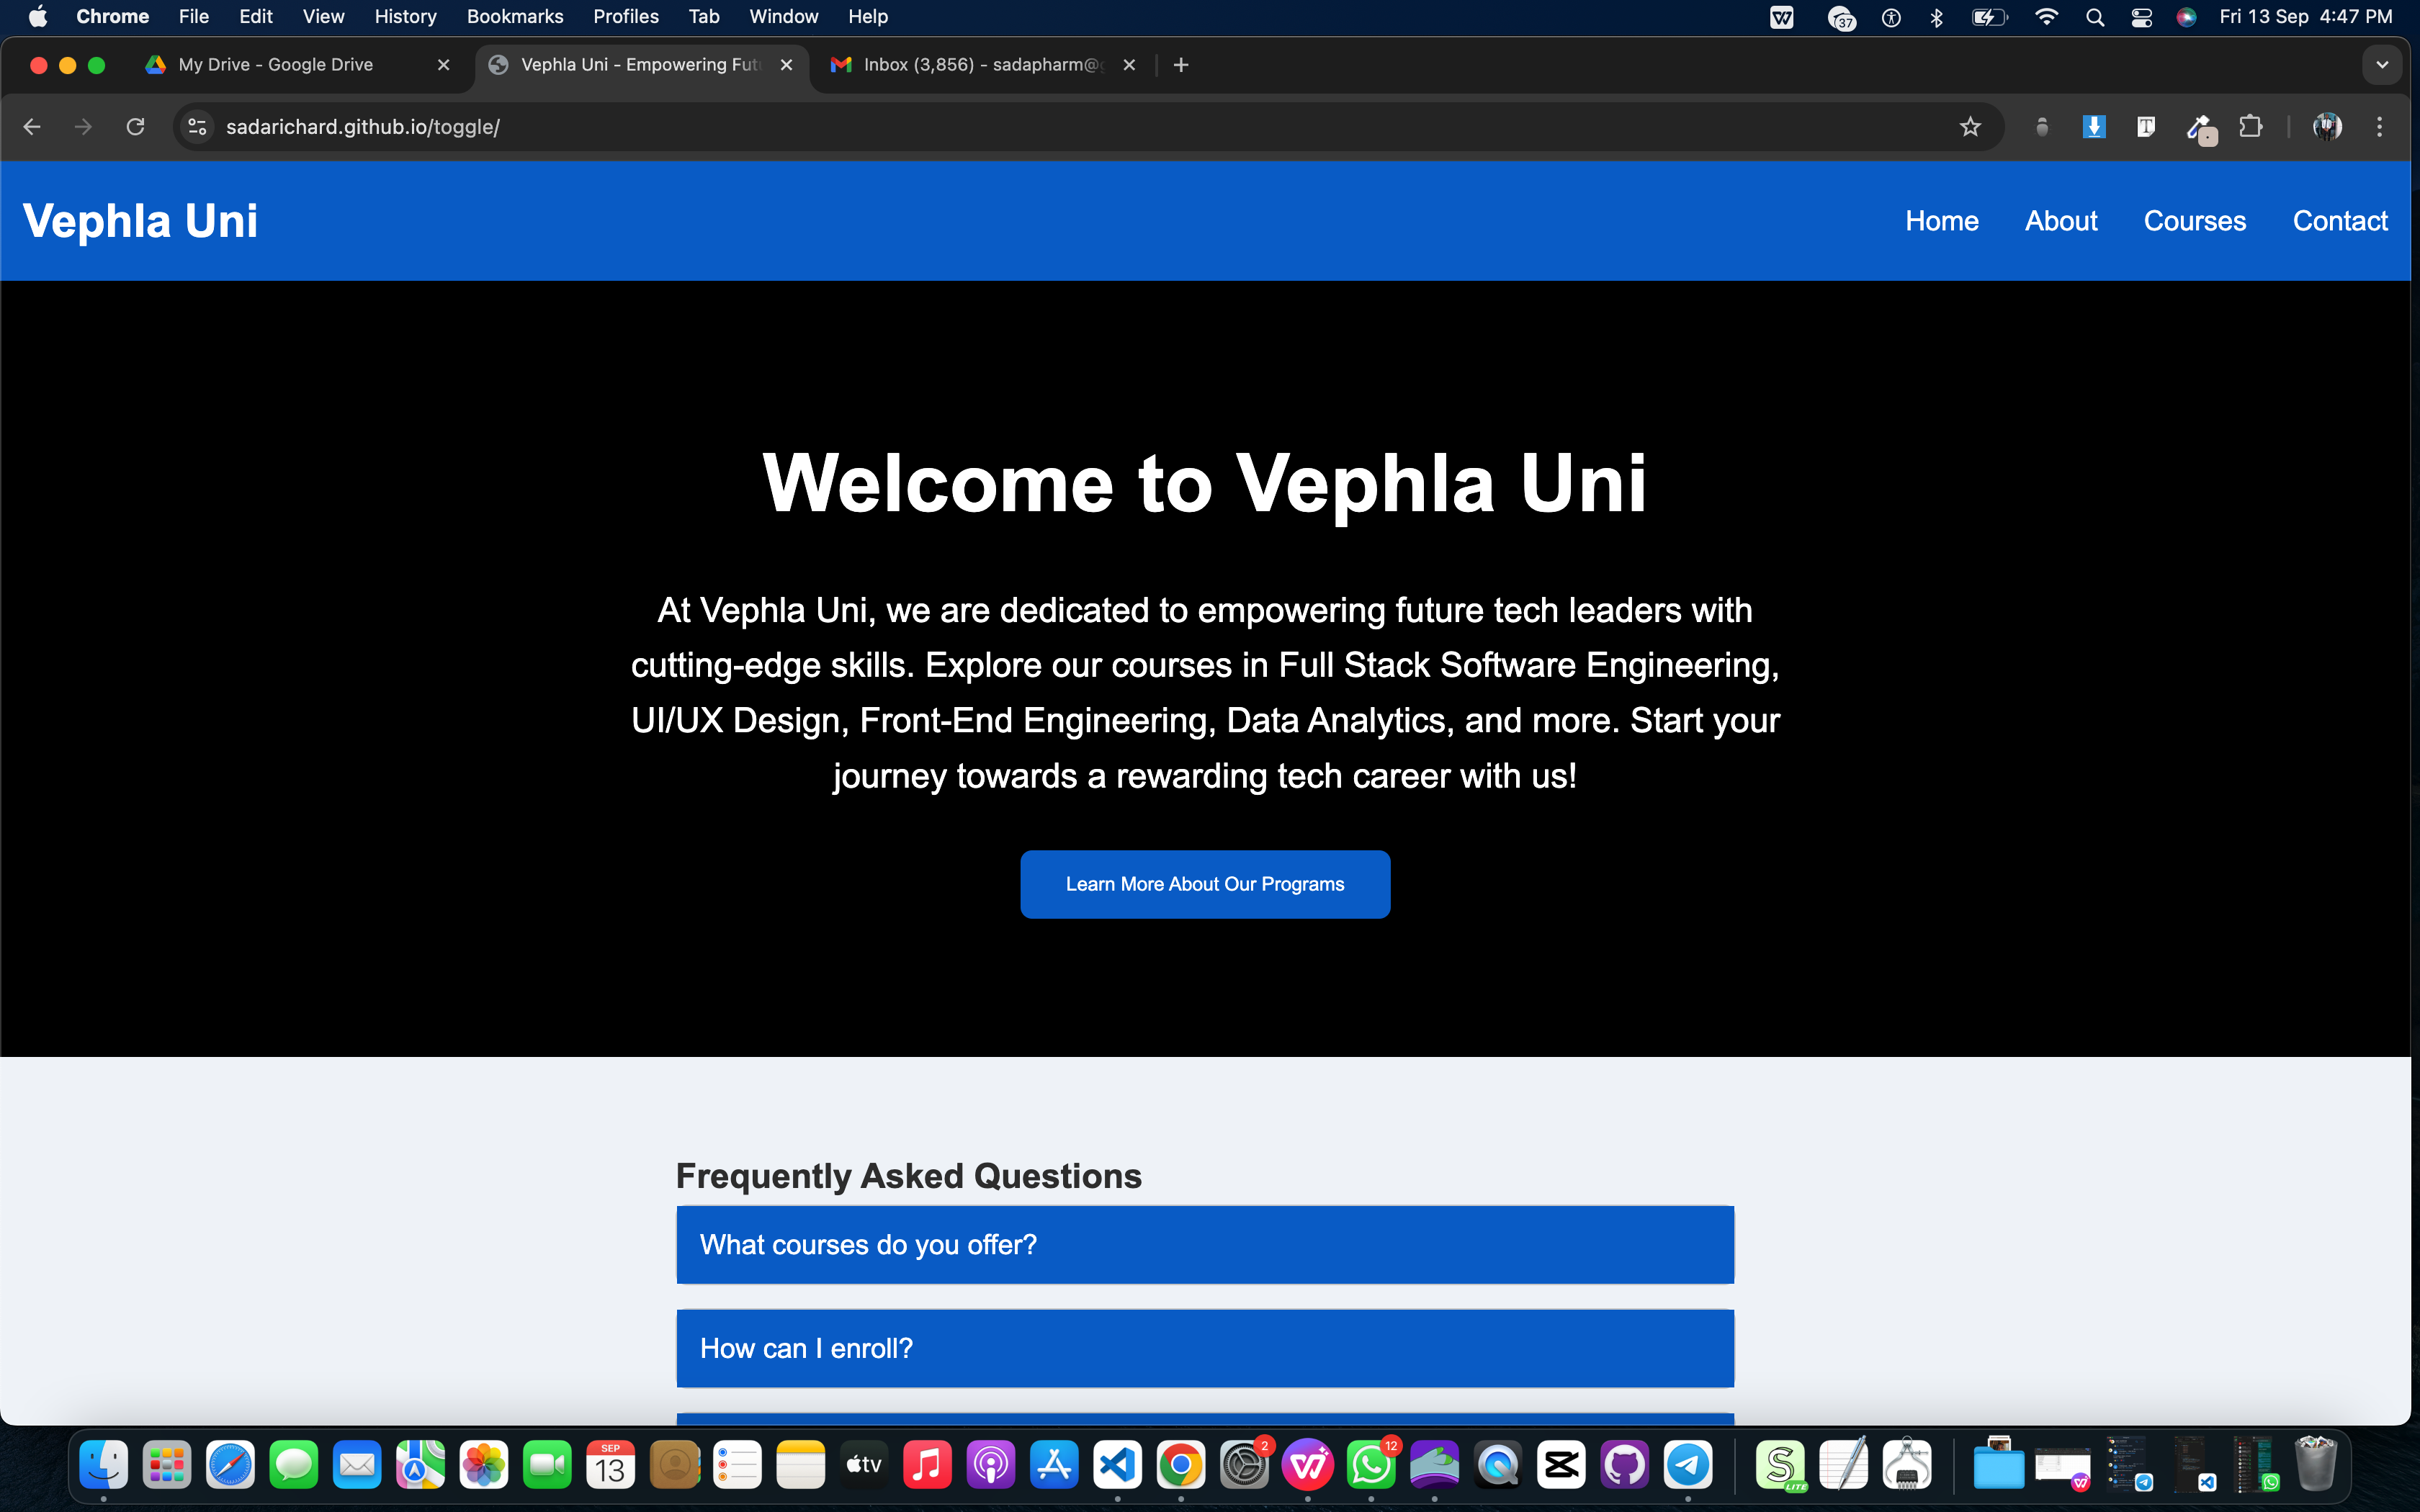 Chrome File Edit View History Bookmarks Profiles Tab Window Help
37
Fri 13 Sep 4:47 PM
My Drive - Google Drive
Vephla Uni - Empowering Fut
Inbox (3,856) - sadapharm@g
sadarichard.github.io/toggle/
Vephla Uni
Home About Courses Contact
Welcome to Vephla Uni
At Vephla Uni, we are dedicated to empowering future tech leaders with
cutting-edge skills. Explore our courses in Full Stack Software Engineering,
UI/UX Design, Front-End Engineering, Data Analytics, and more. Start your
journey towards a rewarding tech career with us!
Learn More About Our Programs
Frequently Asked Questions
What courses do you offer?
How can I enroll?
SEP
13
tv
2
12
S
LITE